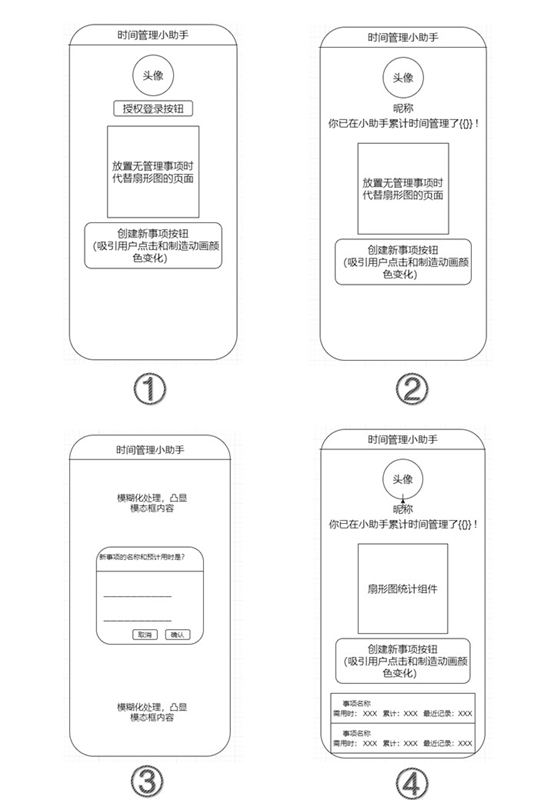 时间管理小助手
头像
授权登录按钮
放置无管理事项时
代替扇形图的页面
创建新事项按钮
（吸引用户点击和制造动画颜
色变化）
①
时间管理小助手
头像
昵称
你已在小助手累计时间管理了{{}}！
放置无管理事项时
代替扇形图的页面
创建新事项按钮
（吸引用户点击和制造动画颜
色变化）
②
时间管理小助手
模糊化处理，凸显
模态框内容
新事项的名称和预计用时是？
取消 确认
模糊化处理，凸显
模态框内容
③
时间管理小助手
头像
昵称
你已在小助手累计时间管理了{{}}！
扇形图统计组件
创建新事项按钮
（吸引用户点击和制造动画颜
色变化）
事项名称
需用时： XXX 累计：XXX 最近记录：XXX
事项名称
需用时： XXX 累计：XXX 最近记录：XXX
④